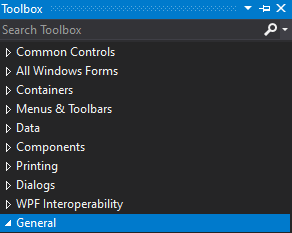 Toolbox
Search Toolbox
Common Controls
All Windows Forms
Containers
Menus & Toolbars
Data
Components
Printing
Dialogs
WPF Interoperability
General